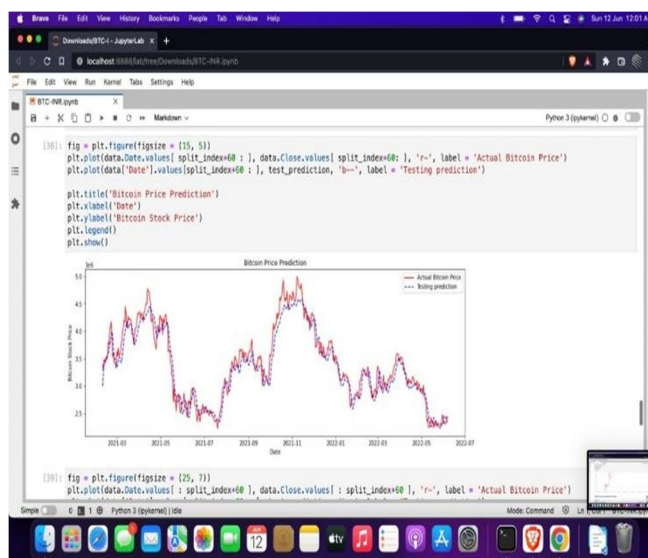 Brave File Edit View History Bookmarks People Tab Window Help Sun 12 Jun 12:01 A
Downloads/BTC-I - JupyterLab
localhost:8888/lab/tree/Downloads/BTC-INR.ipynb
File Edit View Run Kernel Tabs Settings Help
BTC-INR.ipynb
Markdown Python 3 (ipykernel)
[38]: fig = plt.figure(figsize = (15, 5))
plt.plot(data.Date.values[ split_index+60 : ], data.Close.values[ split_index+60: ], 'r-', label = 'Actual Bitcoin Price')
plt.plot(data['Date'].values[split_index+60 : ], test_prediction, 'b--', label = 'Testing prediction')
plt.title('Bitcoin Price Prediction')
plt.xlabel('Date')
plt.ylabel('Bitcoin Stock Price')
plt.legend()
plt.show()
1e6
Bitcoin Price Prediction
Actual Bitcoin Price
Testing prediction
5.0
4.5
4.0
3.5
3.0
2.5
Bitcoin Stock Price
2021-03 2021-05 2021-07 2021-09 2021-11 2022-01 2022-03 2022-05 2022-07
Date
[39]: fig = plt.figure(figsize = (25, 7))
plt.plot(data.Date.values[ : split_index+60 ], data.Close.values[ : split_index+60 ], 'r-', label = 'Actual Bitcoin Price')
Simple 0 1 Python 3 (ipykernel) | Idle Mode: Command
JUN
12
tv